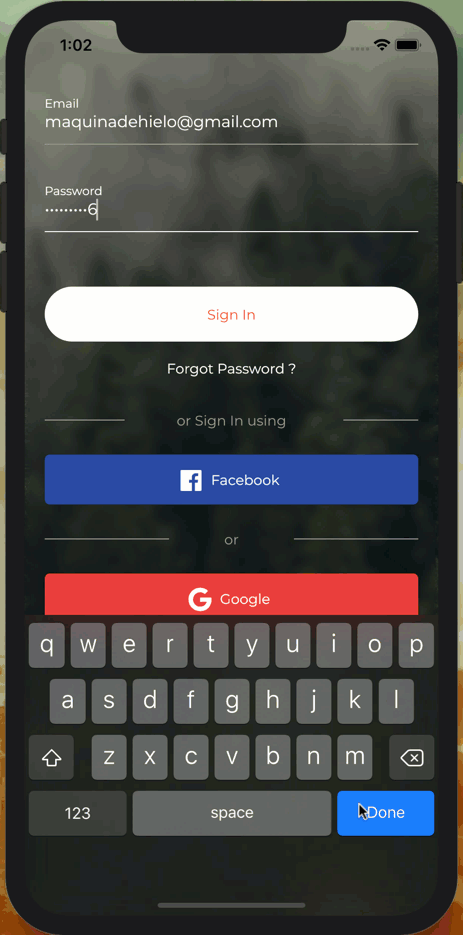 1:02
Email
maquinadehielo@gmail.com
Password
•••••••••6
Sign In
Forgot Password ?
or Sign In using
Facebook
or
Google
q w e r t y u i o p
a s d f g h j k l
z x c v b n m
123 space Done